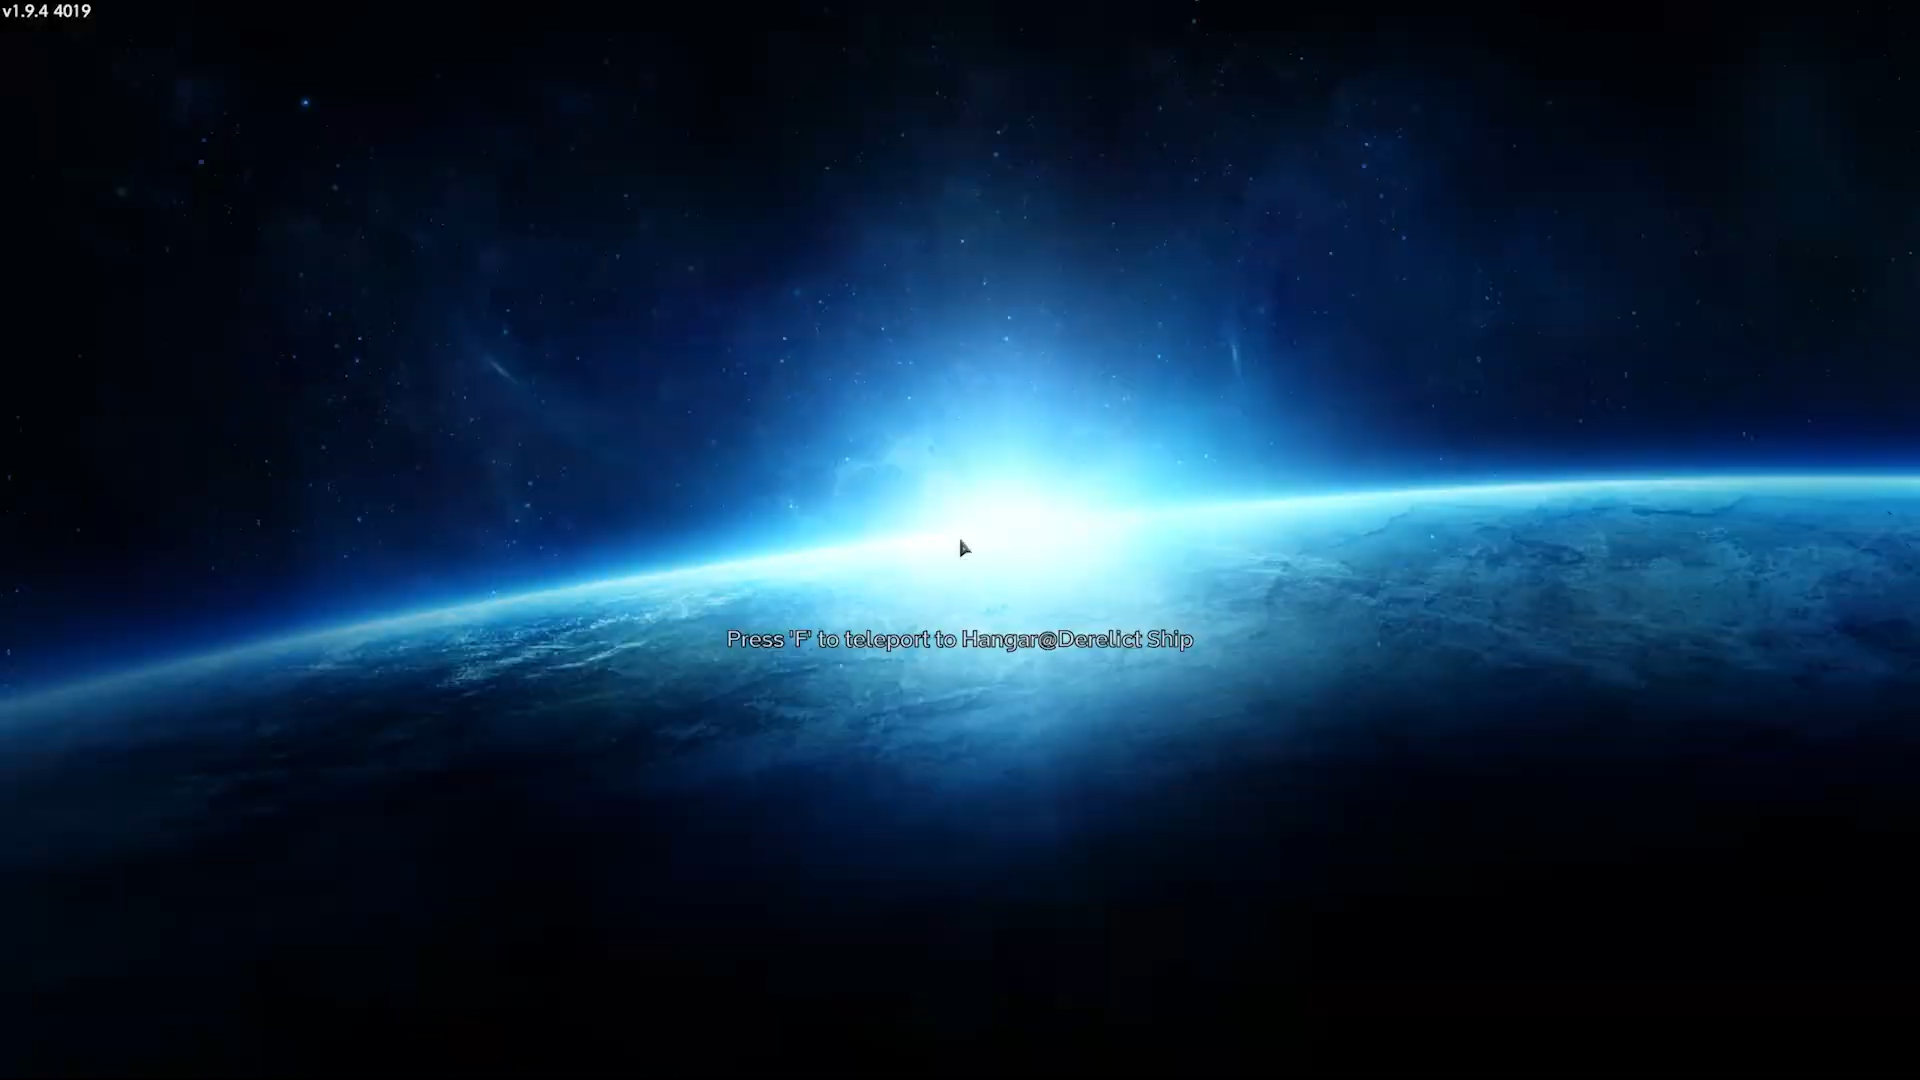 v1.9.4 4019
Press 'F' to teleport to Hangar@Derelict Ship